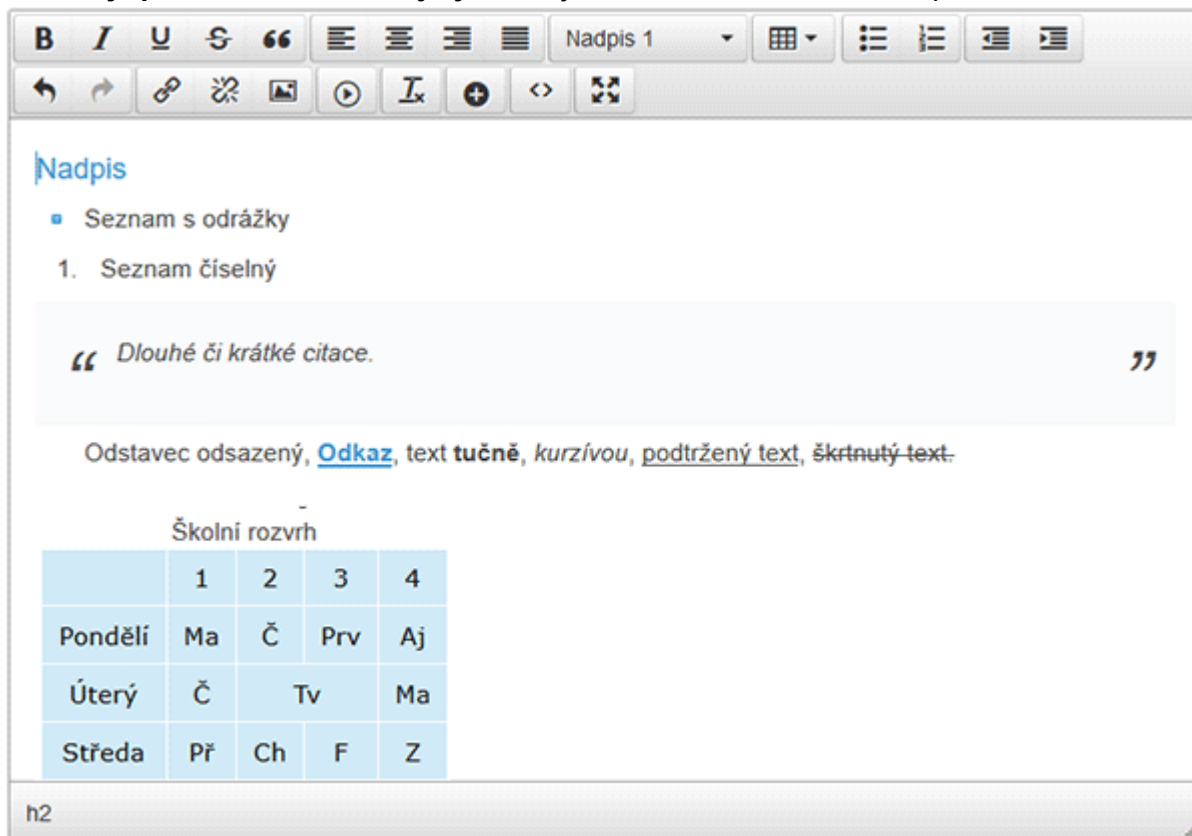 B I U S
Nadpis 1
Nadpis
Seznam s odrážky
1. Seznam číselný
“ Dlouhé či krátké citace. ”
Odstavec odsazený, Odkaz, text tučně, kurzívou, podtržený text, škrtnutý text.
Školní rozvrh
1 2 3 4
Pondělí Ma Č Prv Aj
Úterý Č Tv Ma
Středa Př Ch F Z
h2